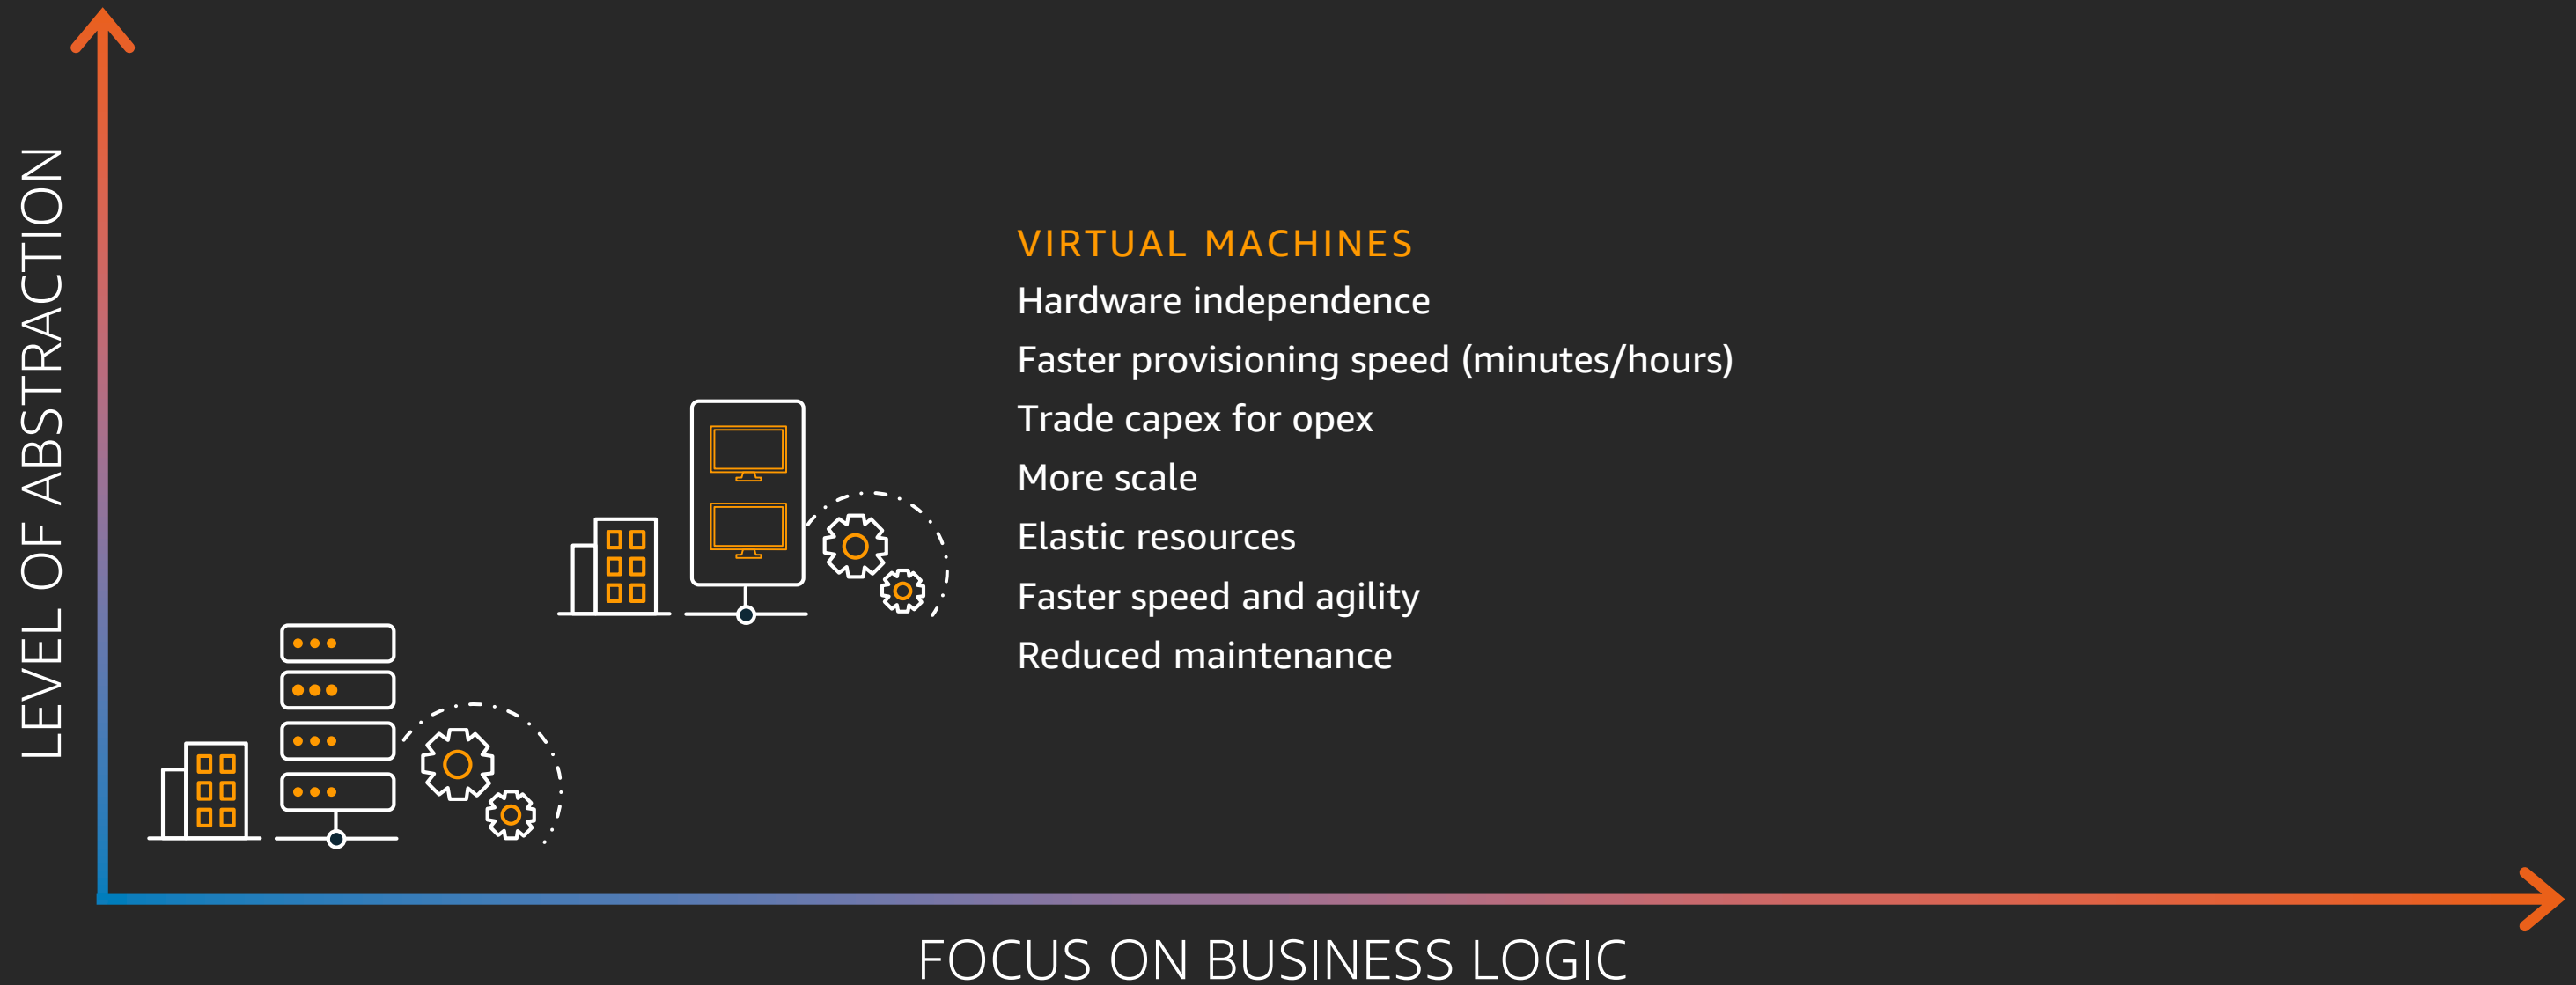 LEVEL OF ABSTRACTION
VIRTUAL MACHINES
Hardware independence
Faster provisioning speed (minutes/hours)
Trade capex for opex
More scale
Elastic resources
Faster speed and agility
Reduced maintenance
FOCUS ON BUSINESS LOGIC